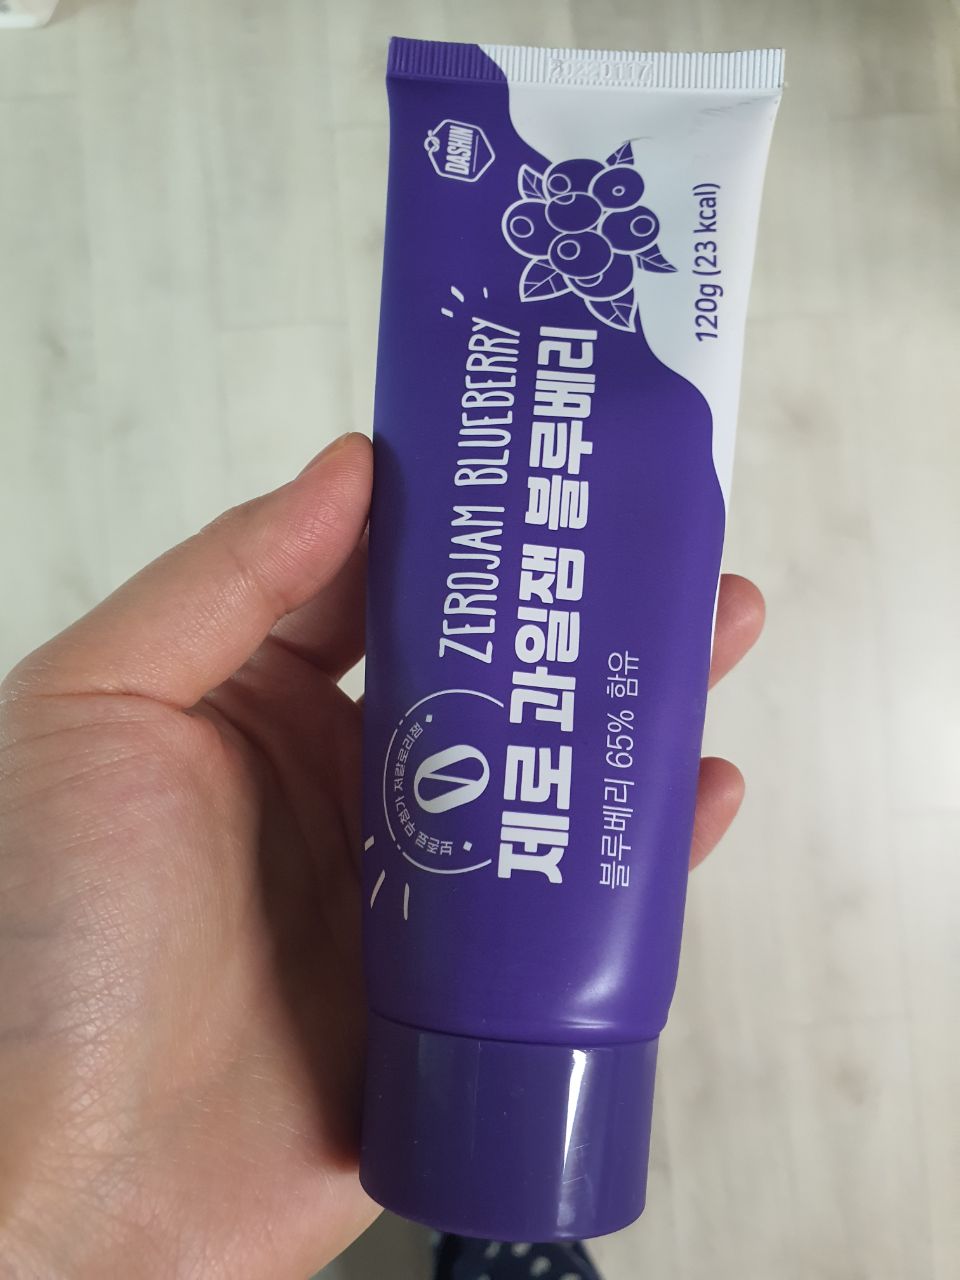 DASHIN
ZEROJAM BLUEBERRY
제로 과일잼 블루베리
블루베리 65% 함유
120g (23 kcal)
0